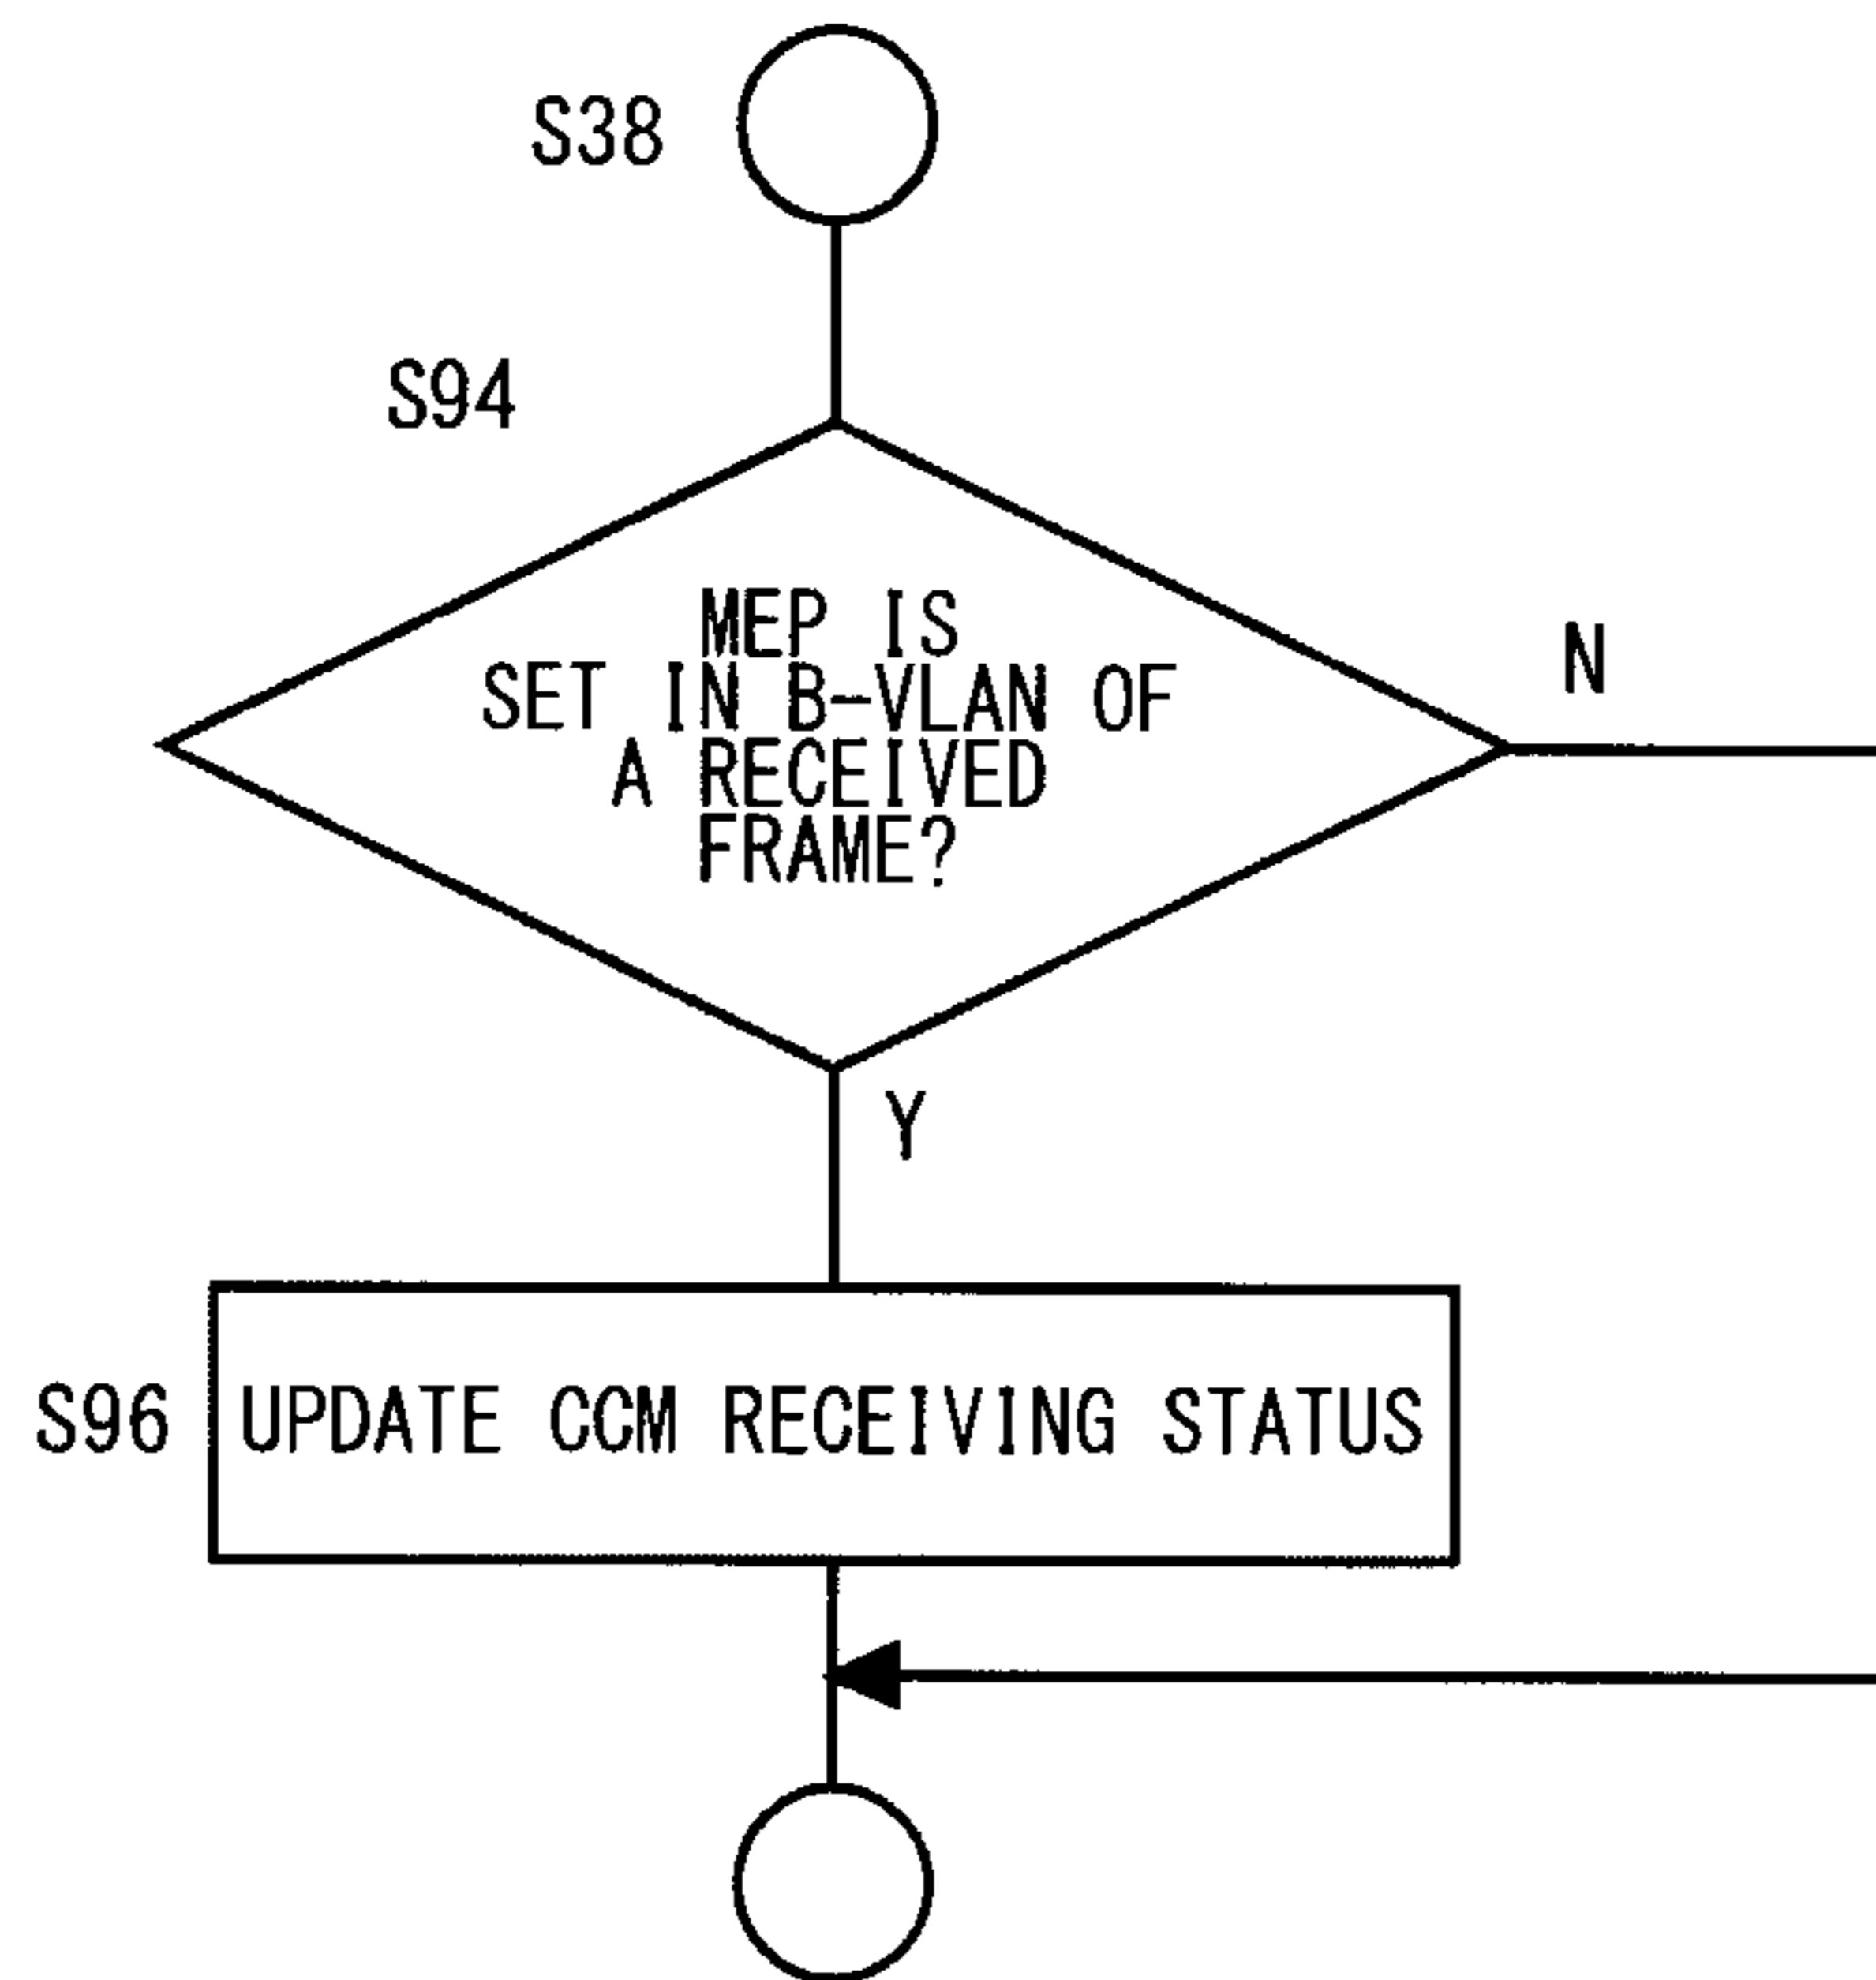 S38
S94
MEP IS
SET IN B-VLAN OF
A RECEIVED
FRAME?
N
Y
S96
UPDATE CCM RECEIVING STATUS